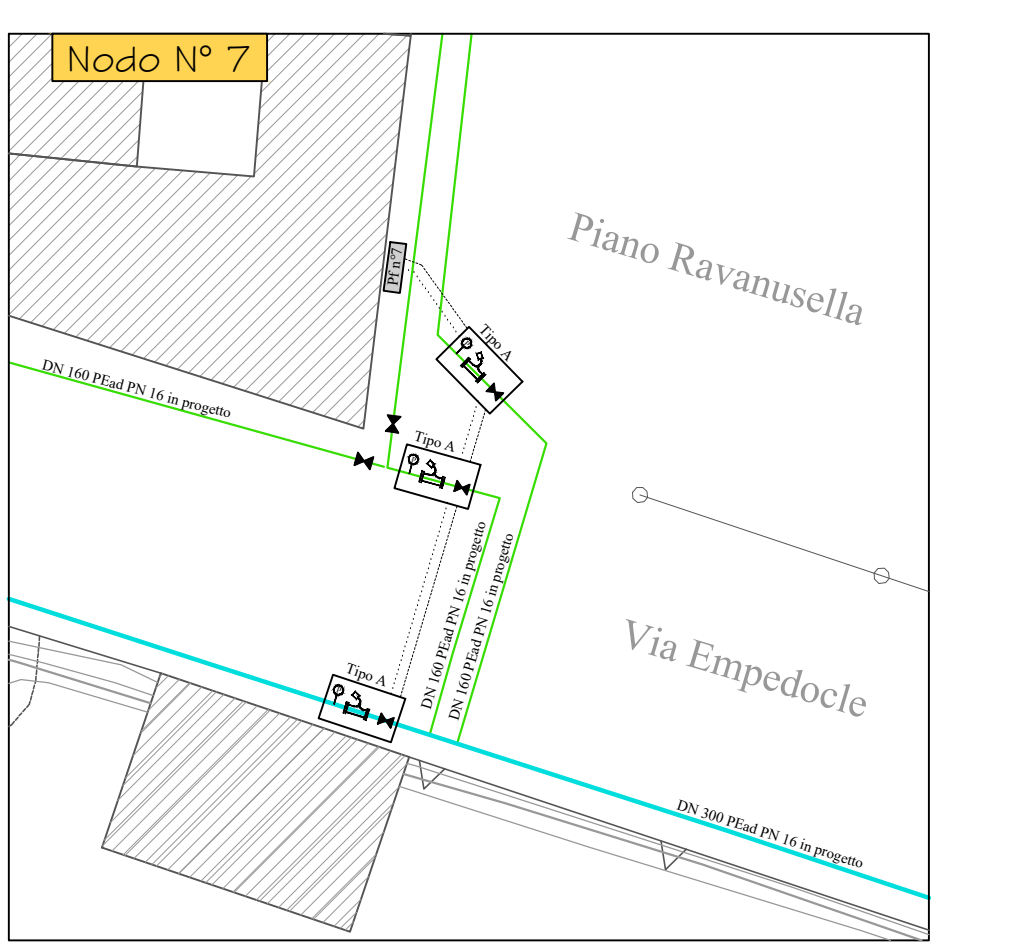 Nodo N° 7
Piano Ravanusella
Pf n°7
Tipo A
DN 160 PEad PN 16 in progetto
Tipo A
DN 160 PEad PN 16 in progetto
DN 160 PEad PN 16 in progetto
Via Empedocle
Tipo A
DN 300 PEad PN 16 in progetto